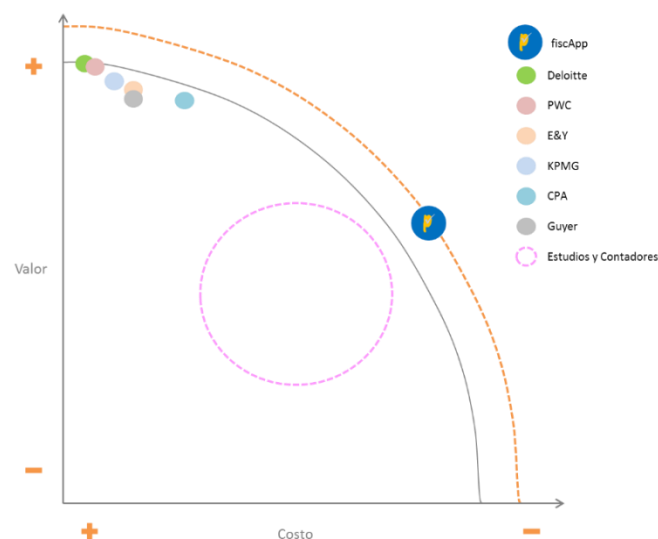 fiscApp
Deloitte
PWC
E&Y
KPMG
CPA
Guyer
Estudios y Contadores
Valor
Costo